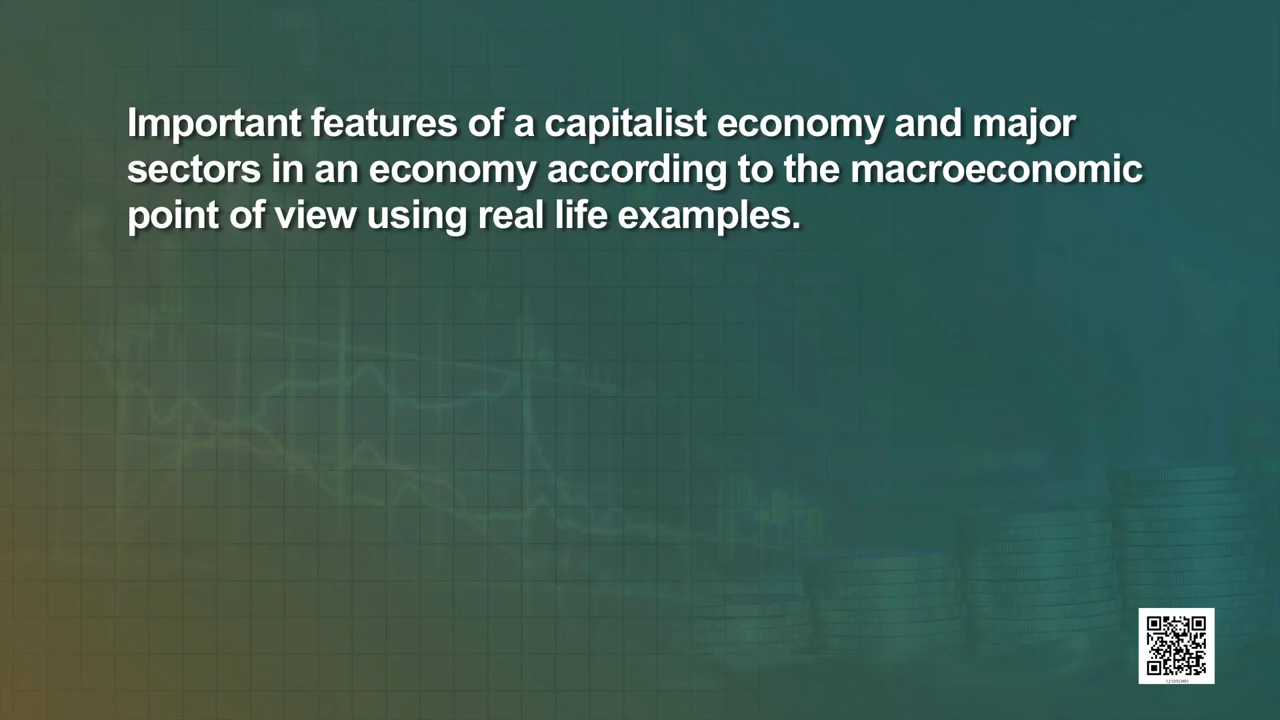 Important features of a capitalist economy and major
sectors in an economy according to the macroeconomic
point of view using real life examples.